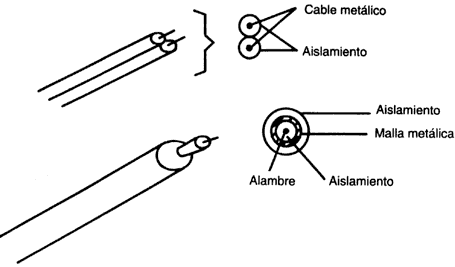 Cable metálico
Aislamiento
Aislamiento
Malla metálica
Alambre
Aislamiento